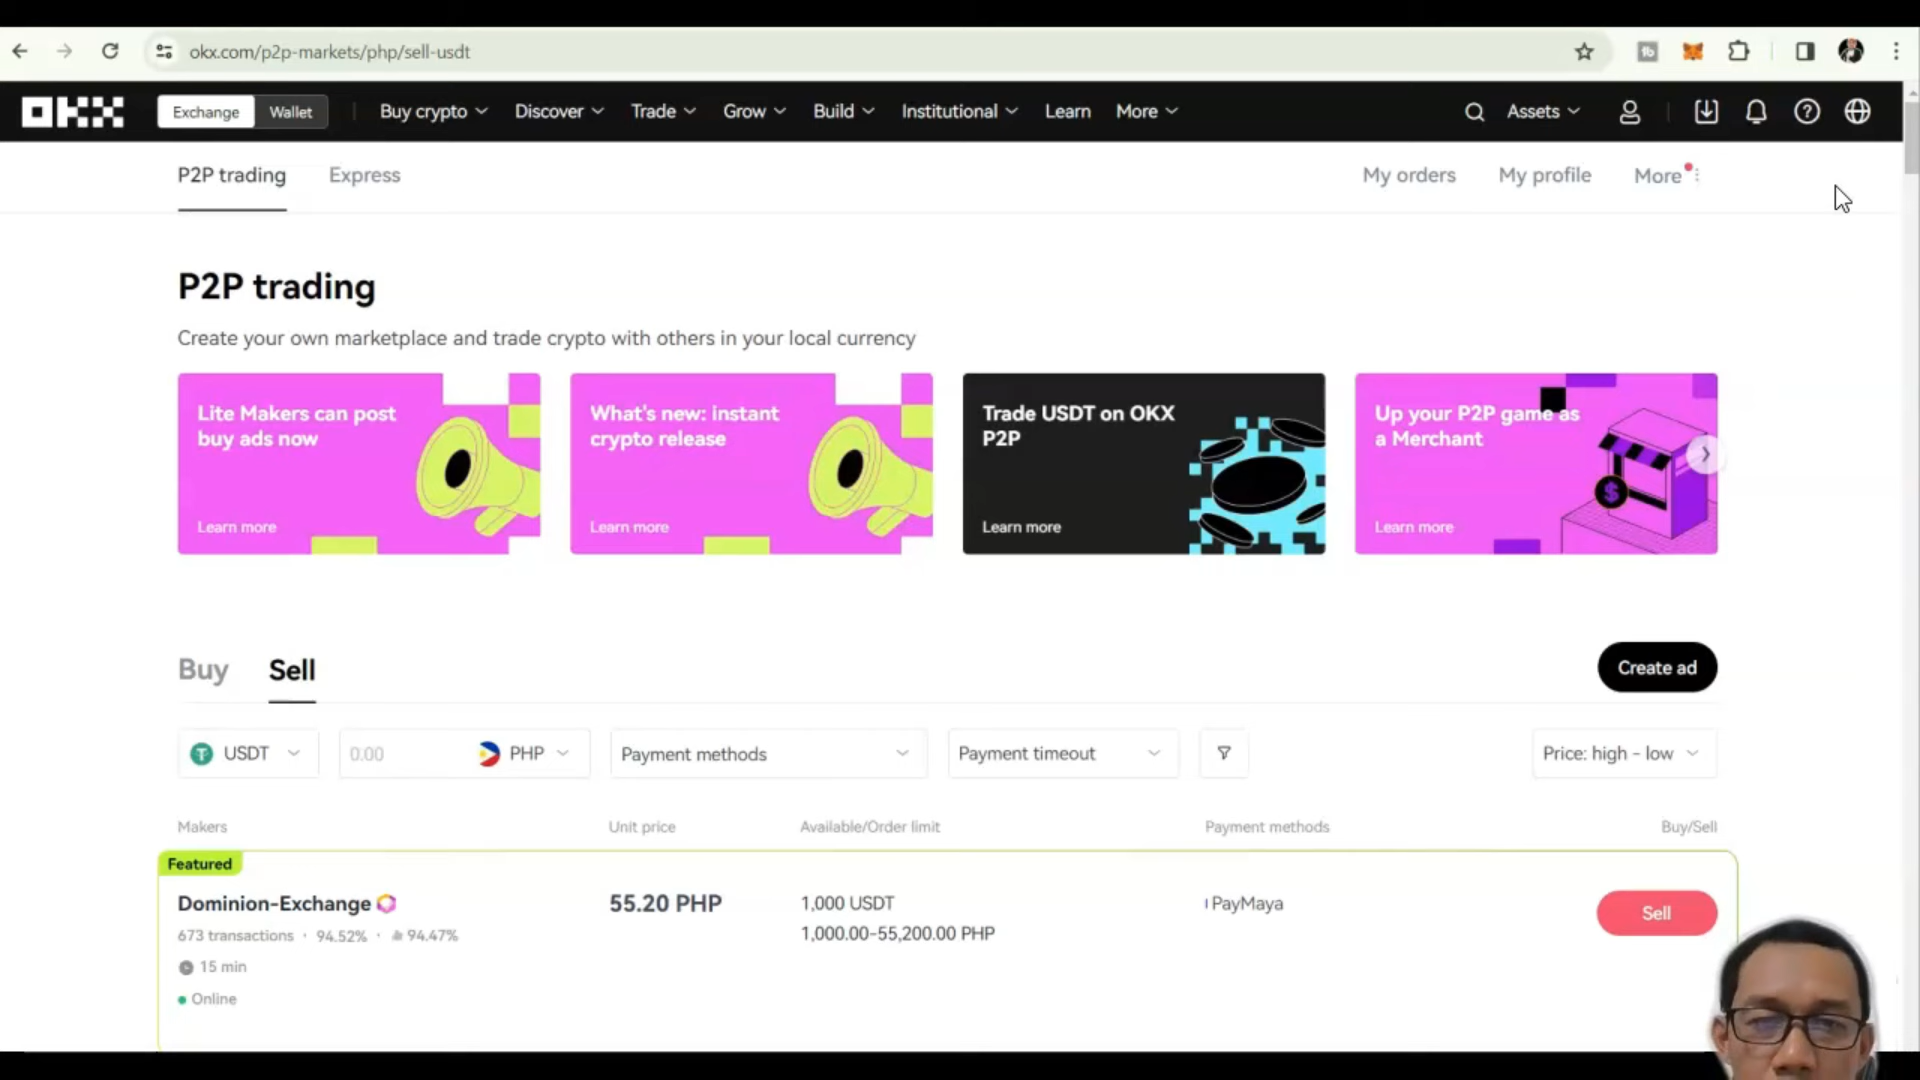 okx.com/p2p-markets/php/sell-usdt
OKX Exchange Wallet Buy crypto Discover Trade Grow Build Institutional Learn More Assets
P2P trading Express My orders My profile More
P2P trading
Create your own marketplace and trade crypto with others in your local currency
Lite Makers can post
buy ads now
Learn more
What's new: instant
crypto release
Learn more
Trade USDT on OKX
P2P
Learn more
Up your P2P game as
a Merchant
Learn more
Buy Sell Create ad
USDT 0.00 PHP Payment methods Payment timeout Price: high - low
Makers Unit price Available/Order limit Payment methods Buy/Sell
Featured
Dominion-Exchange 55.20 PHP 1,000 USDT PayMaya Sell
673 transactions · 94.52% · 94.47% 1,000.00-55,200.00 PHP
15 min
Online